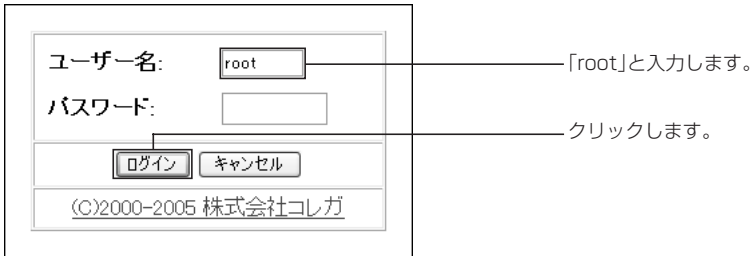 ユーザー名: root
「root」と入力します。
パスワード:
クリックします。
ログイン キャンセル
(C)2000-2005 株式会社コレガ